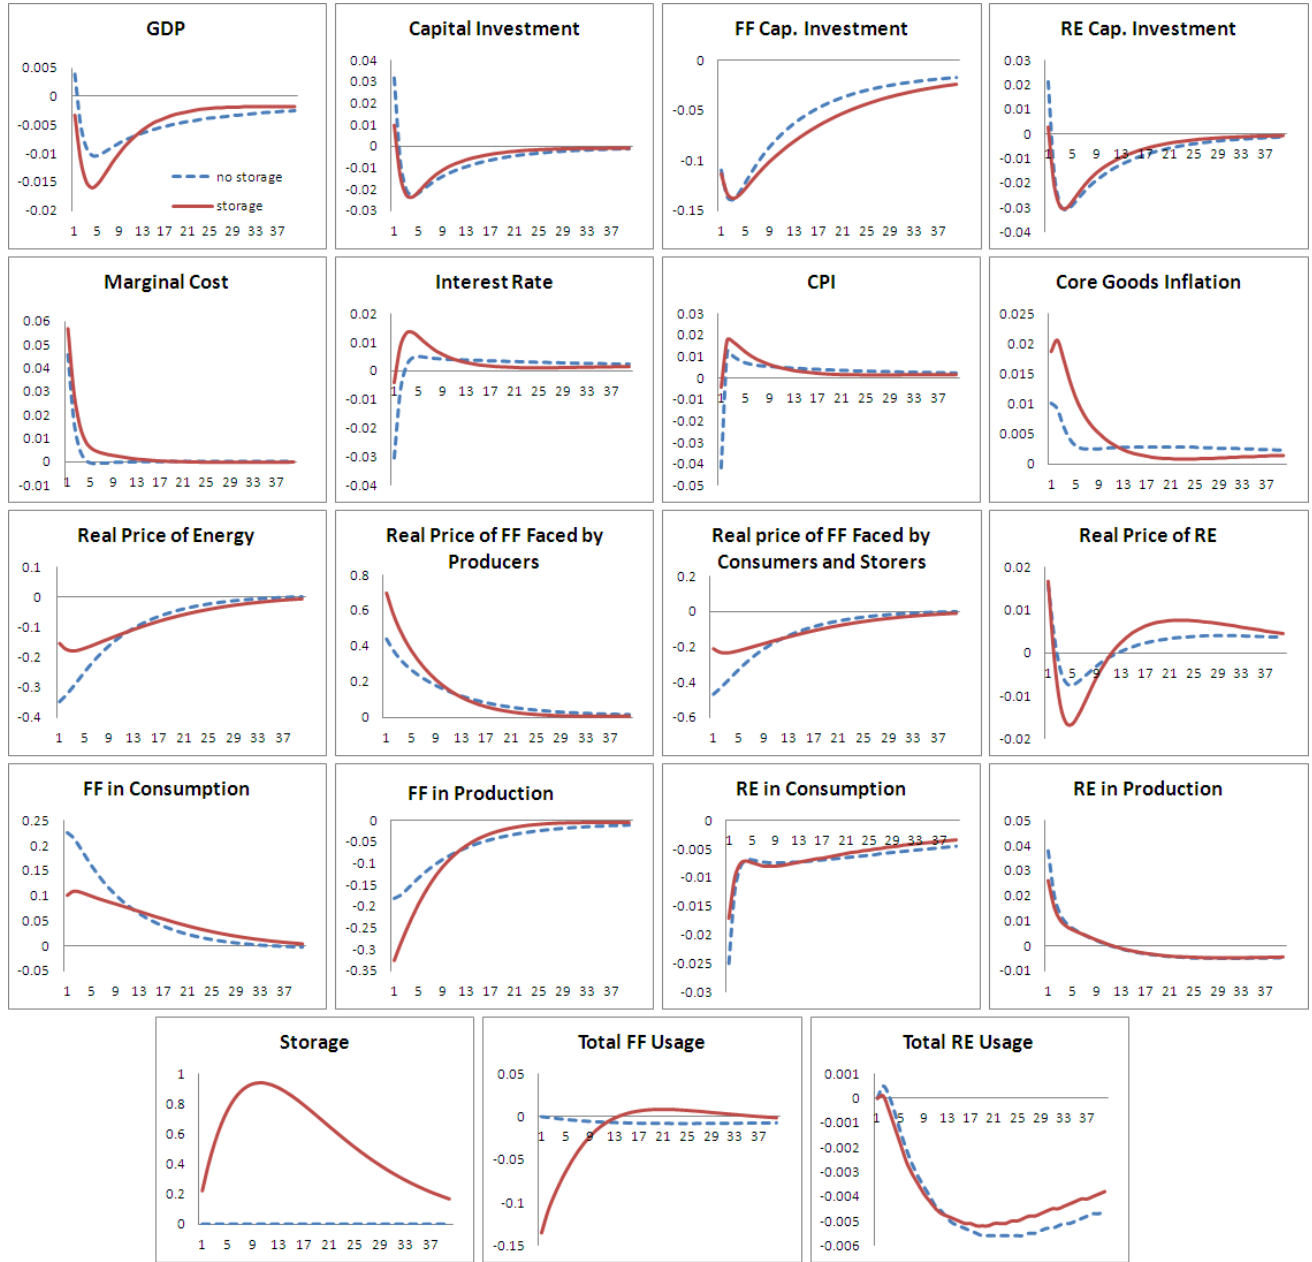 GDP
0.005
0
-0.005
-0.01
-0.015
-0.02
no storage
storage
1 5 9 13 17 21 25 29 33 37
Capital Investment
0.04
0.03
0.02
0.01
0
-0.01
-0.02
-0.03
1 5 9 13 17 21 25 29 33 37
FF Cap. Investment
0
-0.05
-0.1
-0.15
1 5 9 13 17 21 25 29 33 37
RE Cap. Investment
0.03
0.02
0.01
0
-0.01
-0.02
-0.03
-0.04
1 5 9 13 17 21 25 29 33 37
Marginal Cost
0.06
0.05
0.04
0.03
0.02
0.01
0
-0.01
1 5 9 13 17 21 25 29 33 37
Interest Rate
0.02
0.01
0
-0.01
-0.02
-0.03
-0.04
1 5 9 13 17 21 25 29 33 37
CPI
0.03
0.02
0.01
0
-0.01
-0.02
-0.03
-0.04
-0.05
1 5 9 13 17 21 25 29 33 37
Core Goods Inflation
0.025
0.02
0.015
0.01
0.005
0
1 5 9 13 17 21 25 29 33 37
Real Price of Energy
0.1
0
-0.1
-0.2
-0.3
-0.4
1 5 9 13 17 21 25 29 33 37
Real Price of FF Faced by
Producers
0.8
0.6
0.4
0.2
0
1 5 9 13 17 21 25 29 33 37
Real price of FF Faced by
Consumers and Storers
0.2
0
-0.2
-0.4
-0.6
1 5 9 13 17 21 25 29 33 37
Real Price of RE
0.02
0.01
0
-0.01
-0.02
1 5 9 13 17 21 25 29 33 37
FF in Consumption
0.25
0.2
0.15
0.1
0.05
0
-0.05
1 5 9 13 17 21 25 29 33 37
FF in Production
0
-0.05
-0.1
-0.15
-0.2
-0.25
-0.3
-0.35
1 5 9 13 17 21 25 29 33 37
RE in Consumption
0
-0.005
-0.01
-0.015
-0.02
-0.025
-0.03
1 5 9 13 17 21 25 29 33 37
RE in Production
0.05
0.04
0.03
0.02
0.01
0
-0.01
1 5 9 13 17 21 25 29 33 37
Storage
1
0.8
0.6
0.4
0.2
0
1 5 9 13 17 21 25 29 33 37
Total FF Usage
0.05
0
-0.05
-0.1
-0.15
1 5 9 13 17 21 25 29 33 37
Total RE Usage
0.001
0
-0.001
-0.002
-0.003
-0.004
-0.005
-0.006
1 5 9 13 17 21 25 29 33 37